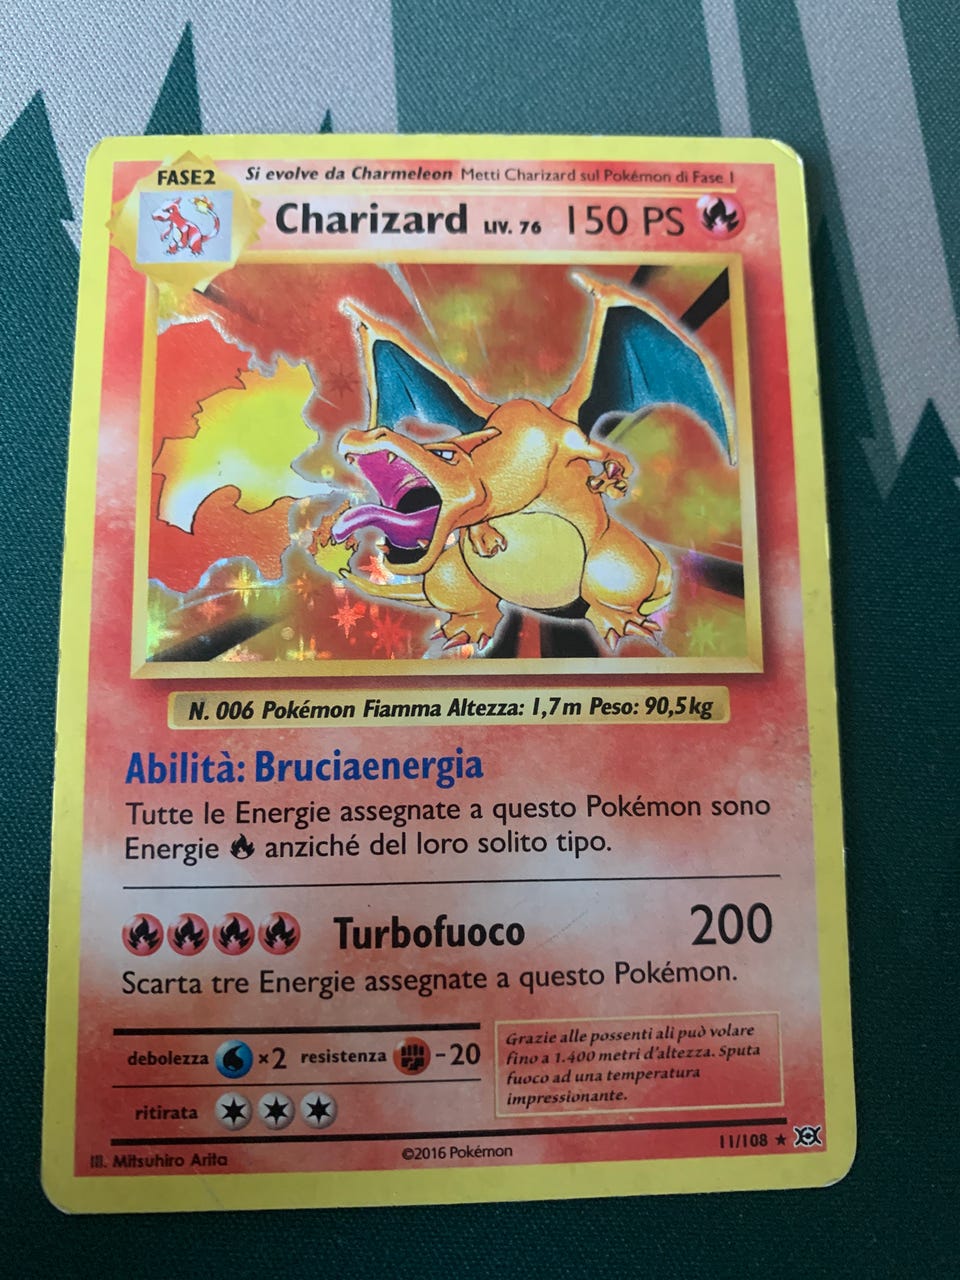 FASE2
Si evolve da Charmeleon Metti Charizard sul Pokémon di Fase 1
Charizard LIV. 76 150 PS
N. 006 Pokémon Fiamma Altezza: 1,7m Peso: 90,5kg
Abilità: Bruciaenergia
Tutte le Energie assegnate a questo Pokémon sono
Energie anziché del loro solito tipo.
Turbofuoco 200
Scarta tre Energie assegnate a questo Pokémon.
debolezza ×2 resistenza -20
ritirata
Grazie alle possenti ali può volare
fino a 1.400 metri d'altezza. Sputa
fuoco ad una temperatura
impressionante.
Ill. Mitsuhiro Arita
©2016 Pokémon
11/108 ★